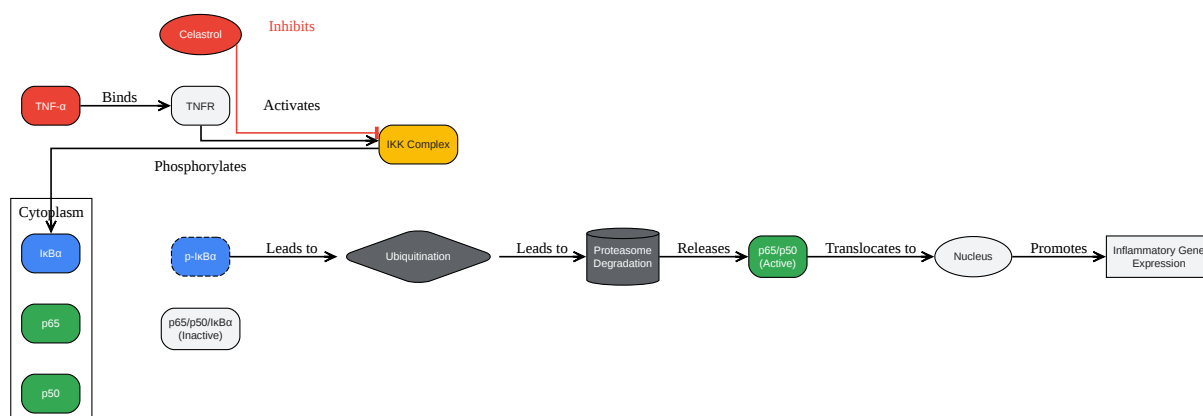 Celastrol
Inhibits
TNF-α
Binds
TNFR
Activates
IKK Complex
Phosphorylates
Cytoplasm
IκBα
p-IκBα
Leads to
Ubiquitination
Leads to
Proteasome
Degradation
Releases
p65/p50
(Active)
Translocates to
Nucleus
Promotes
Inflammatory Gene
Expression
p65
p65/p50/IκBα
(Inactive)
p50